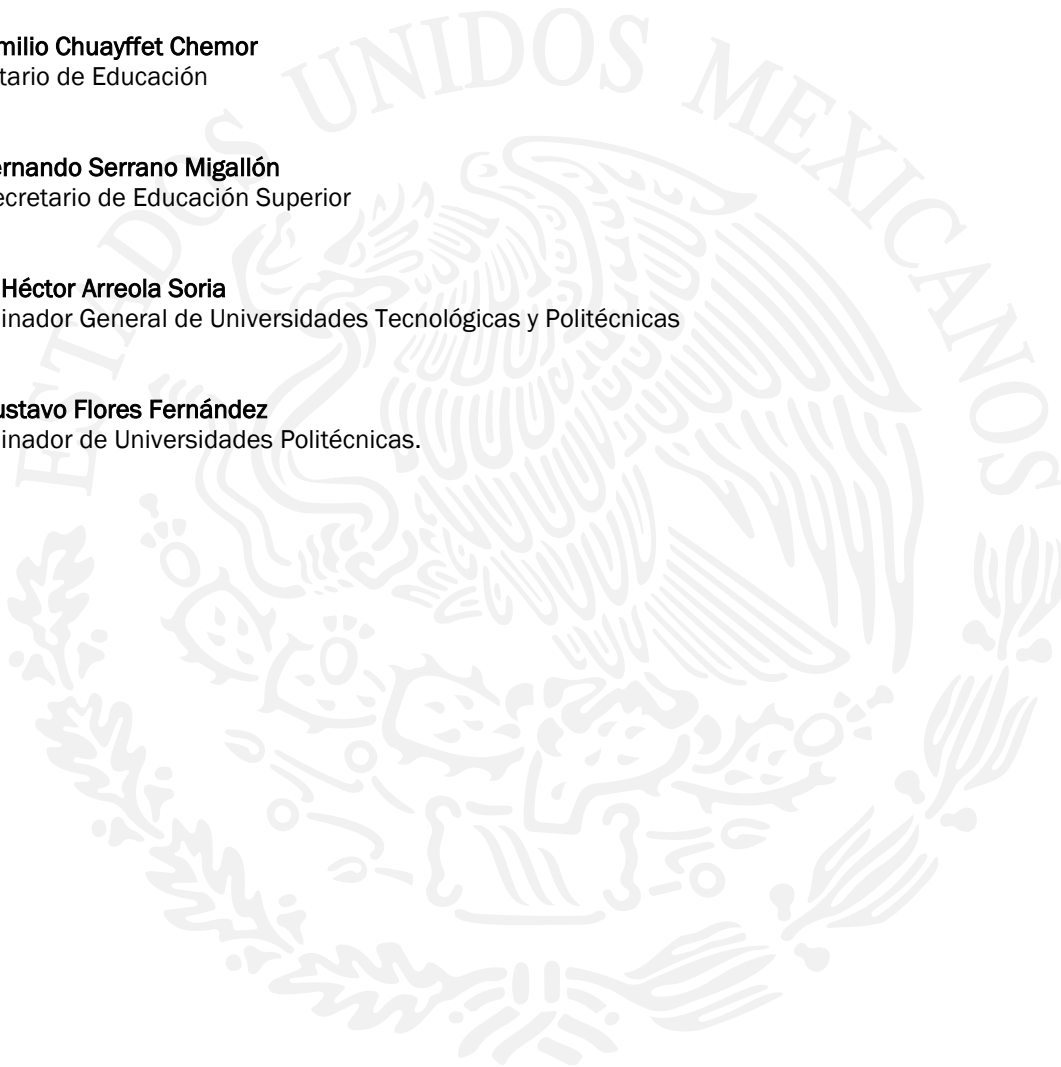 milio Chuayffet Chemor
tario de Educación
ernando Serrano Migallón
ecretario de Educación Superior
Héctor Arreola Soria
inador General de Universidades Tecnológicas y Politécnicas
ustavo Flores Fernández
inador de Universidades Politécnicas.
ESTADOS UNIDOS MEXICANOS